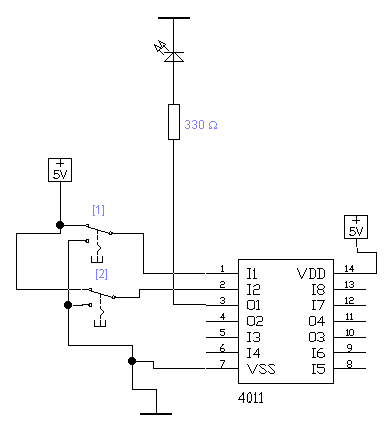 330 Ω
+
5V
[1]
+
5V
[2]
1 I1 VDD 14
2 I2 I8 13
3 O1 I7 12
4 O2 O4 11
5 I3 O3 10
6 I4 I6 9
7 VSS I5 8
4011